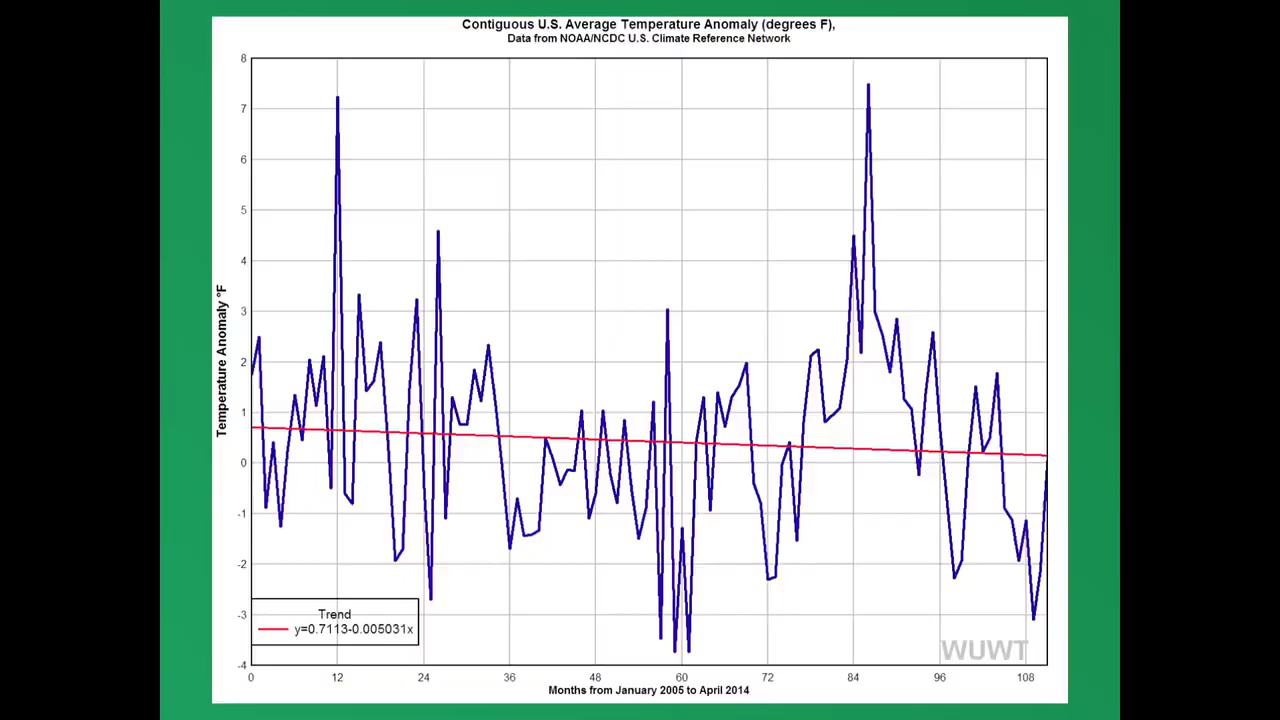 Contiguous U.S. Average Temperature Anomaly (degrees F),
Data from NOAA/NCDC U.S. Climate Reference Network
8
7
6
5
4
3
2
1
0
-1
-2
-3
-4
Temperature Anomaly °F
Trend
y=0.7113-0.005031x
WUWT
0 12 24 36 48 60 72 84 96 108
Months from January 2005 to April 2014